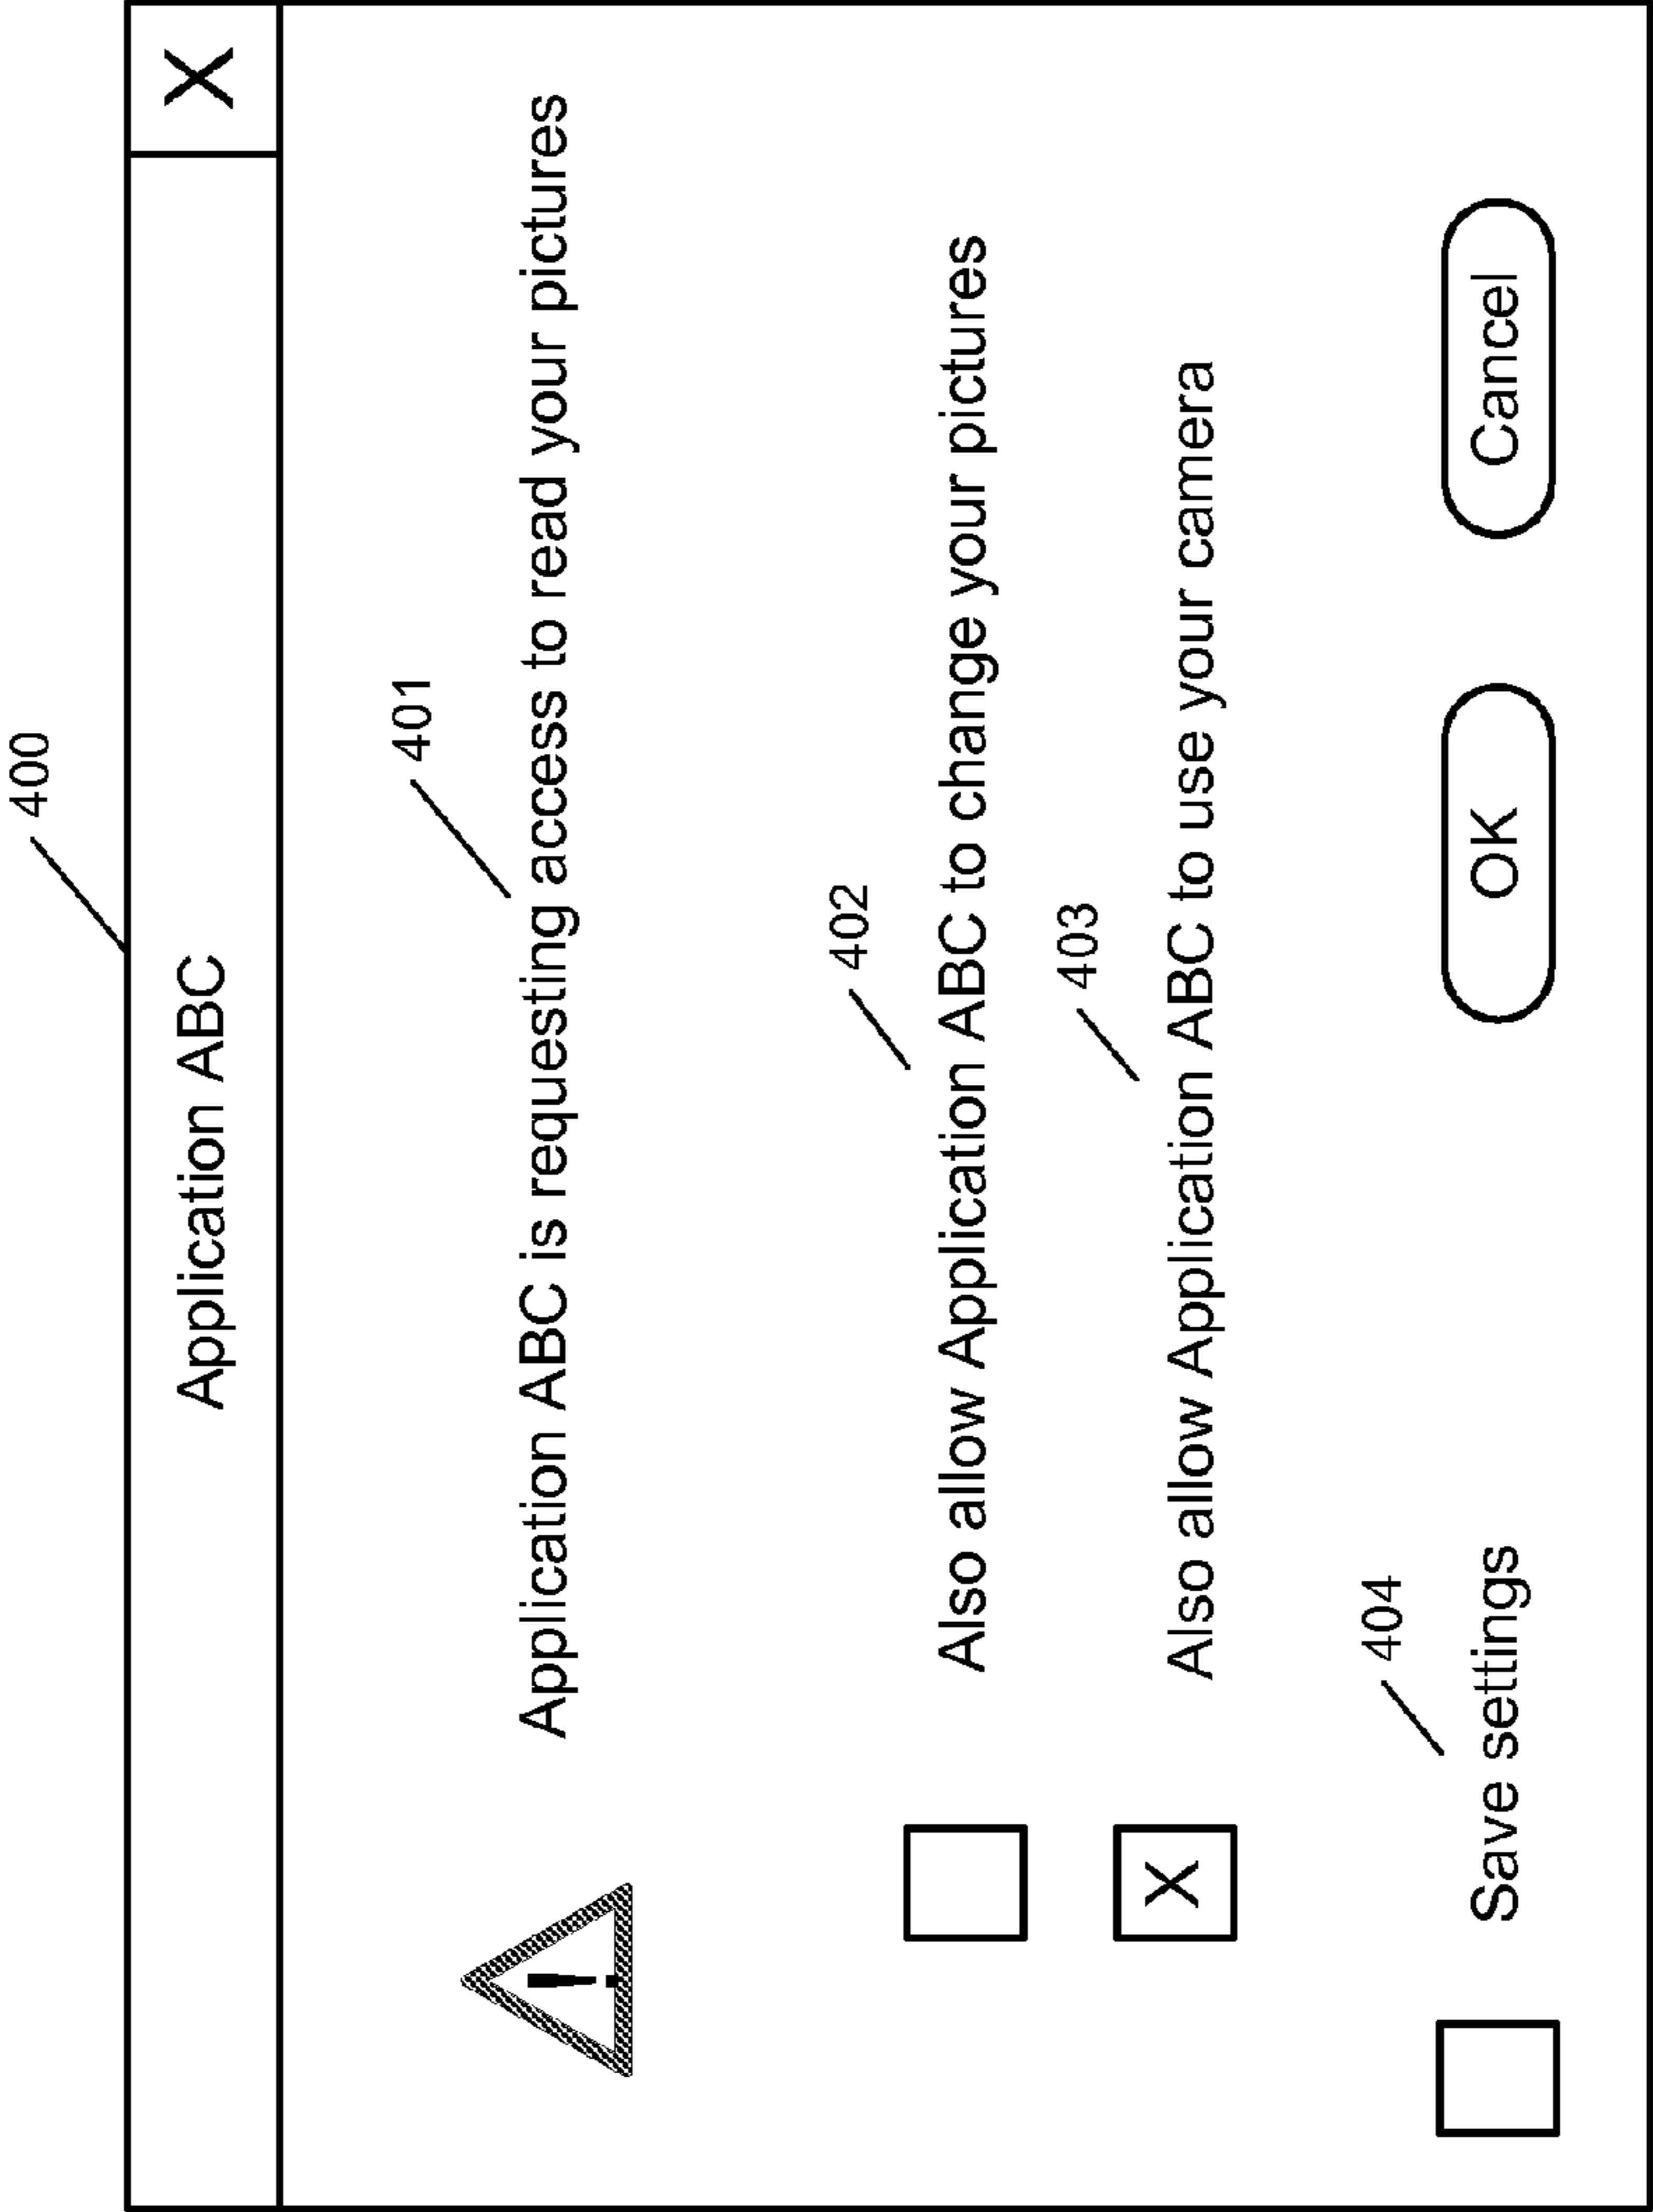 400
Application ABC X
401
Application ABC is requesting access to read your pictures
402
Also allow Application ABC to change your pictures
403
X Also allow Application ABC to use your camera
404
Save settings OK Cancel